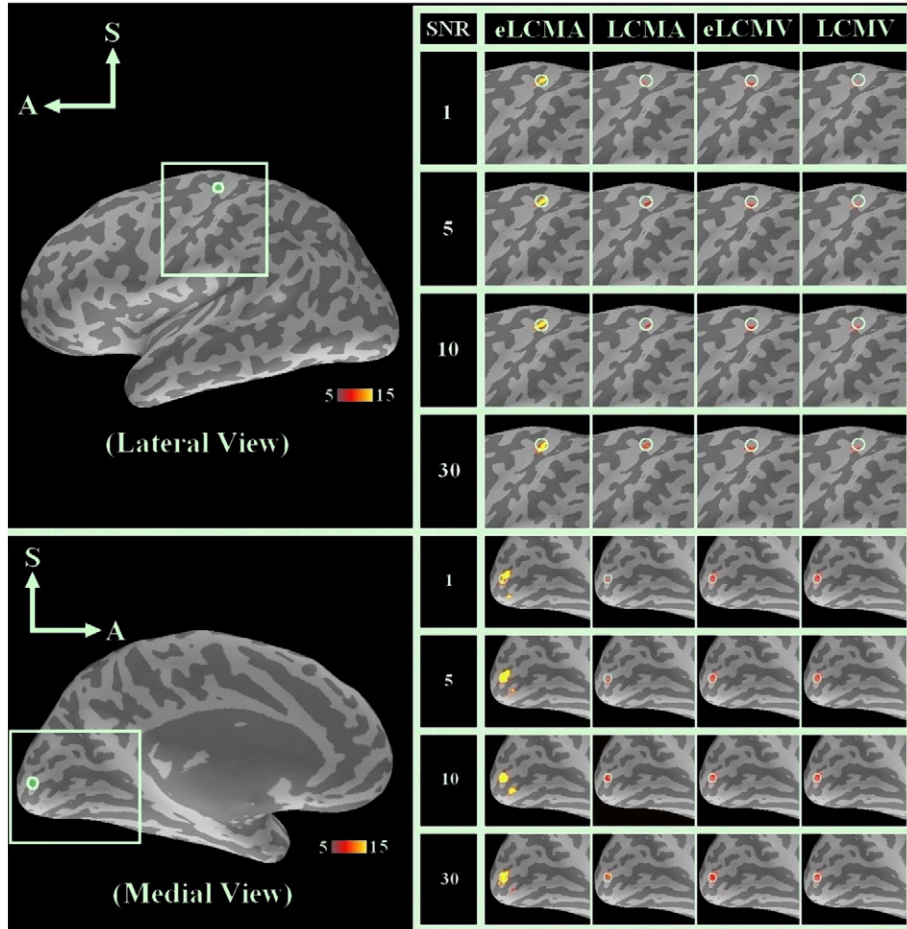 S
A
5 15
(Lateral View)
SNR eLCMA LCMA eLCMV LCMV
1
5
10
30
S
A
5 15
(Medial View)
1
5
10
30